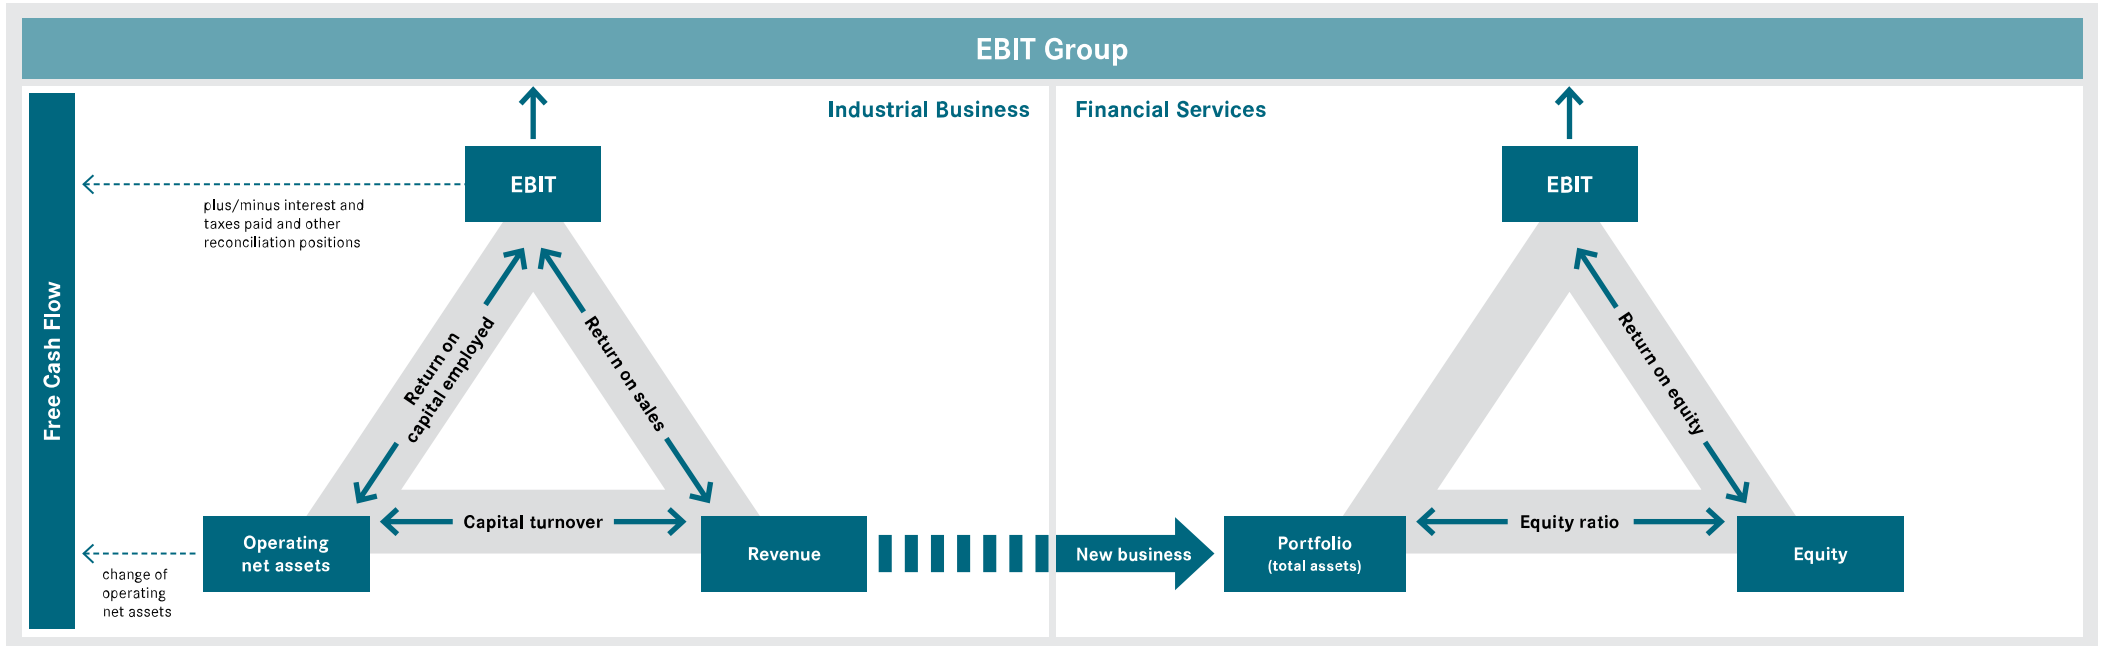 EBIT Group
Industrial Business
Financial Services
Free Cash Flow
EBIT
plus/minus interest and
taxes paid and other
reconciliation positions
Return on
capital employed
Return on sales
Capital turnover
Operating
net assets
change of
operating
net assets
Revenue
New business
EBIT
Return on equity
Equity ratio
Portfolio
(total assets)
Equity